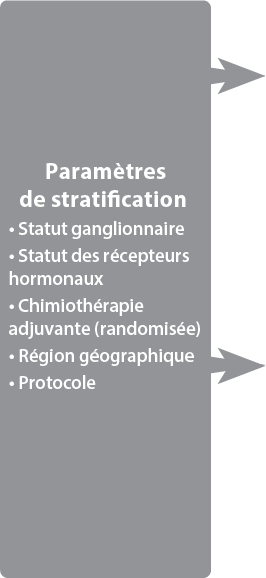 Paramètres
de stratification
• Statut ganglionnaire
• Statut des récepteurs
hormonaux
• Chimiothérapie
adjuvante (randomisée)
• Région géographique
• Protocole